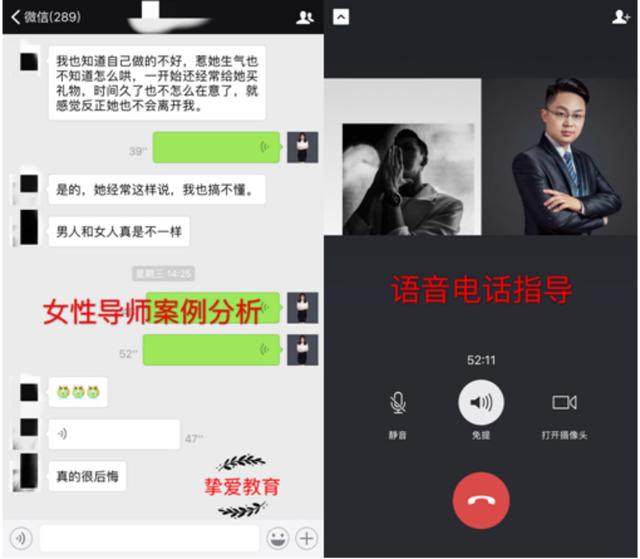 微信(289)
我也知道自己做的不好，惹她生气也
不知道怎么哄，一开始还经常给她买
礼物，时间久了也不怎么在意了，就
感觉反正她也不会离开我。
39"
是的，她经常这样说，我也搞不懂。
男人和女人真是不一样
星期三 14:25
女性导师案例分析
52"
47"
真的很后悔
挚爱教育
语音电话指导
52:11
静音
免提
打开摄像头